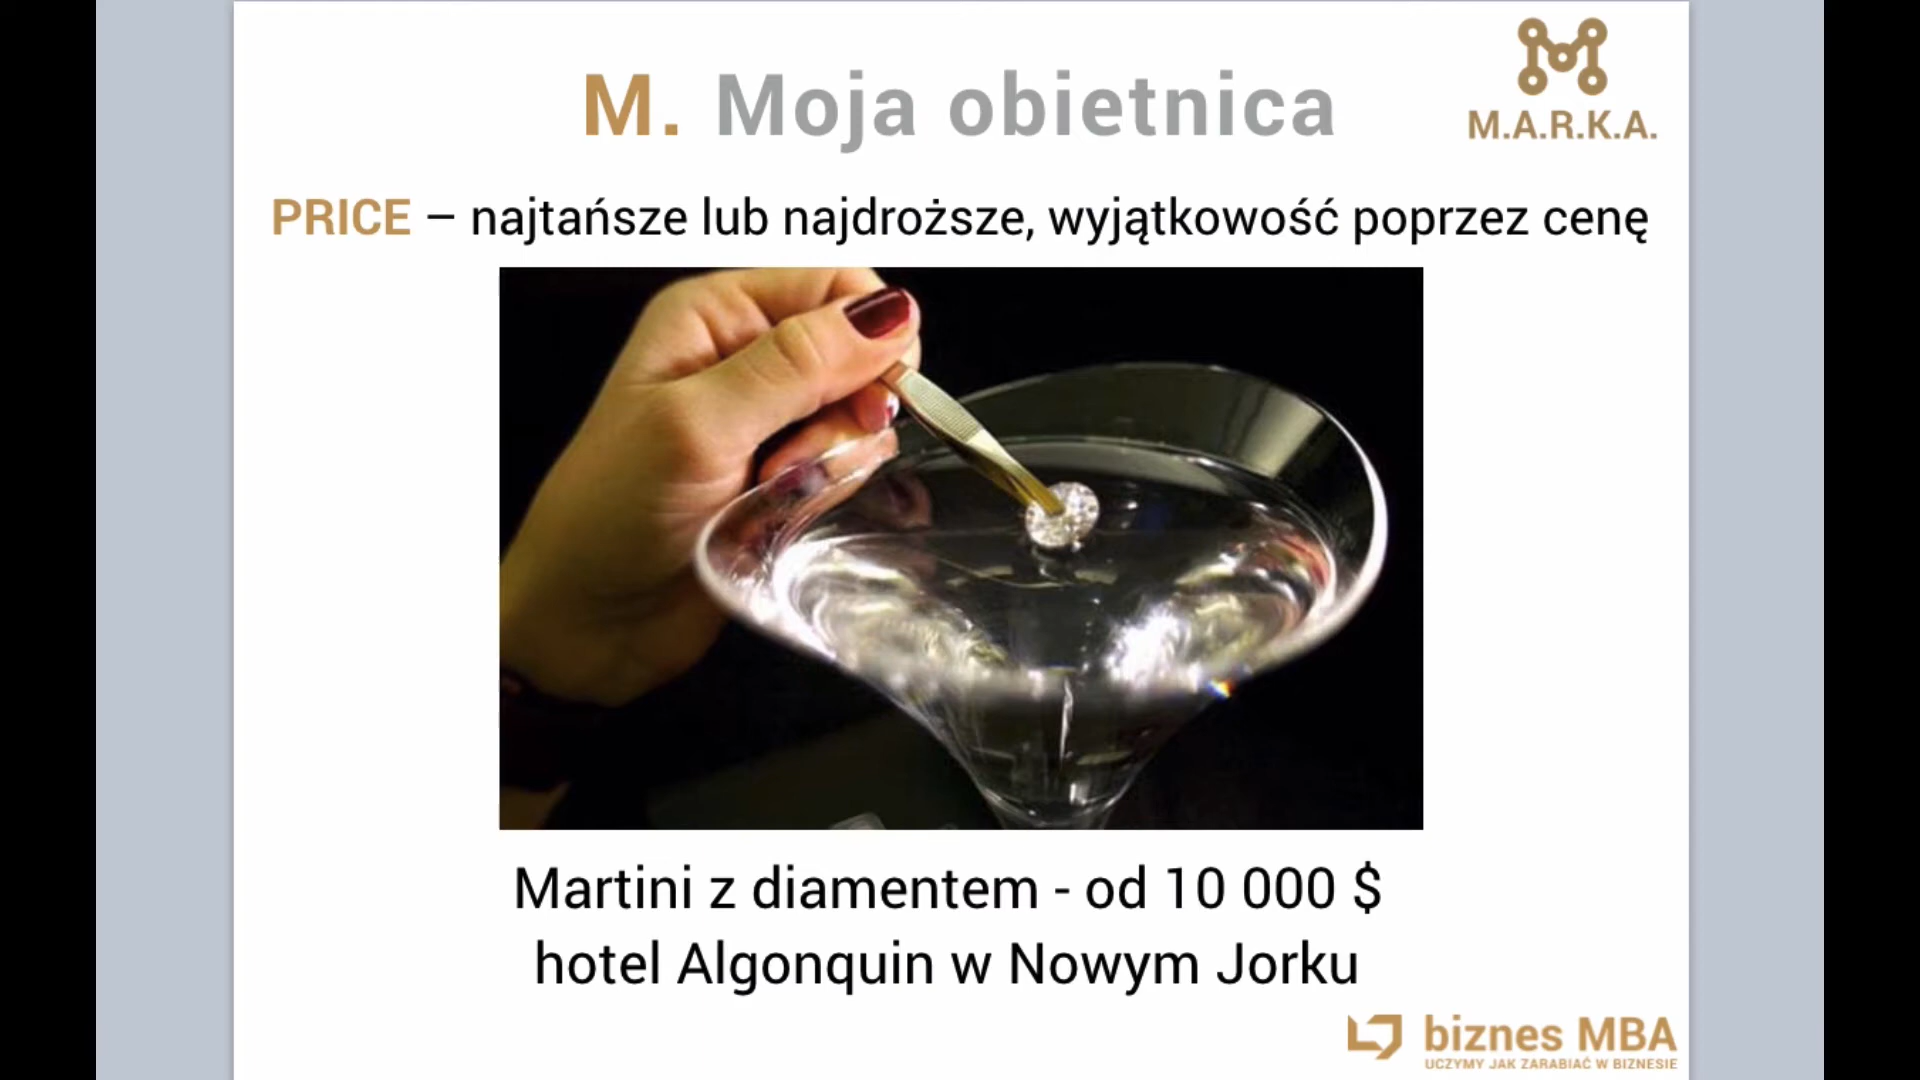 M. Moja obietnica
M.A.R.K.A.
PRICE – najtańsze lub najdroższe, wyjątkowość poprzez cenę
Martini z diamentem - od 10 000 $
hotel Algonquin w Nowym Jorku
biznes MBA
UCZYMY JAK ZARABIAĆ W BIZNESIE